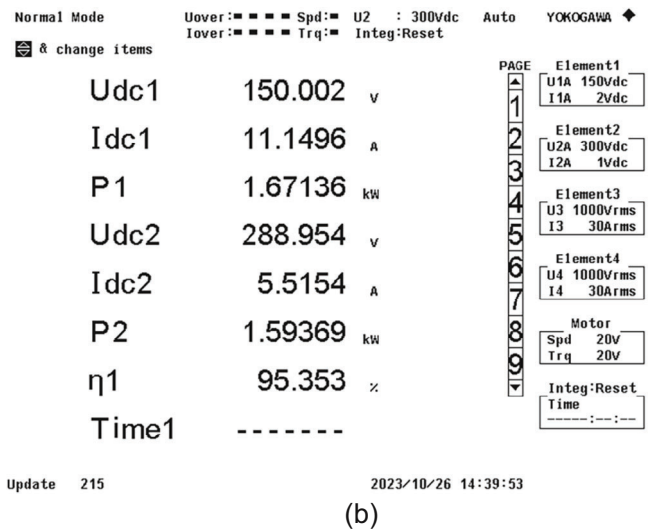 Normal Mode
Uover:= = = = Spd:= U2 : 300Vdc Auto YOKOGAWA ◆
Iover:= = = = Trq:= Integ:Reset
& change items
PAGE
Udc1 150.002 V
Idc1 11.1496 A
P1 1.67136 kW
Udc2 288.954 V
Idc2 5.5154 A
P2 1.59369 kW
η1 95.353 %
Time1 -------
1
2
3
4
5
6
7
8
9
Element1
U1A 150Vdc
I1A 2Vdc
Element2
U2A 300Vdc
I2A 1Vdc
Element3
U3 1000Vrms
I3 30Arms
Element4
U4 1000Vrms
I4 30Arms
Motor
Spd 20V
Trq 20V
Integ:Reset
Time
-----:--:--
Update 215
2023/10/26 14:39:53
(b)